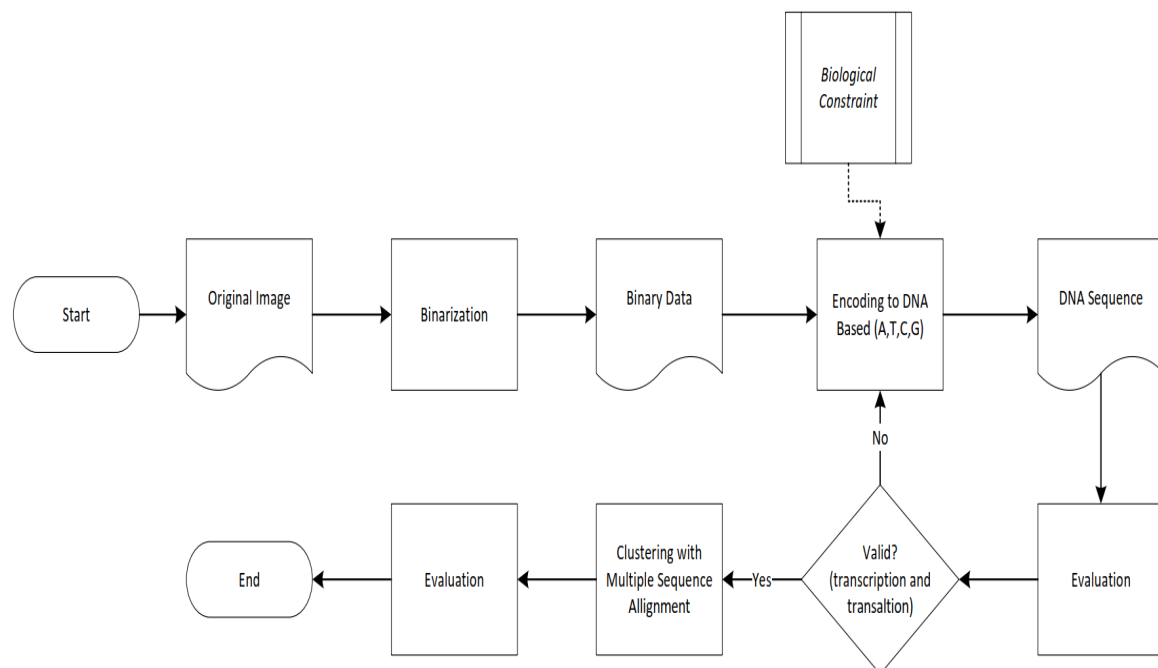 Biological
Constraint
Start
Original Image
Binarization
Binary Data
Encoding to DNA
Based (A,T,C,G)
DNA Sequence
No
End
Evaluation
Clustering with
Multiple Sequence
Allignment
Yes
Valid?
(transcription and
transaltion)
Evaluation